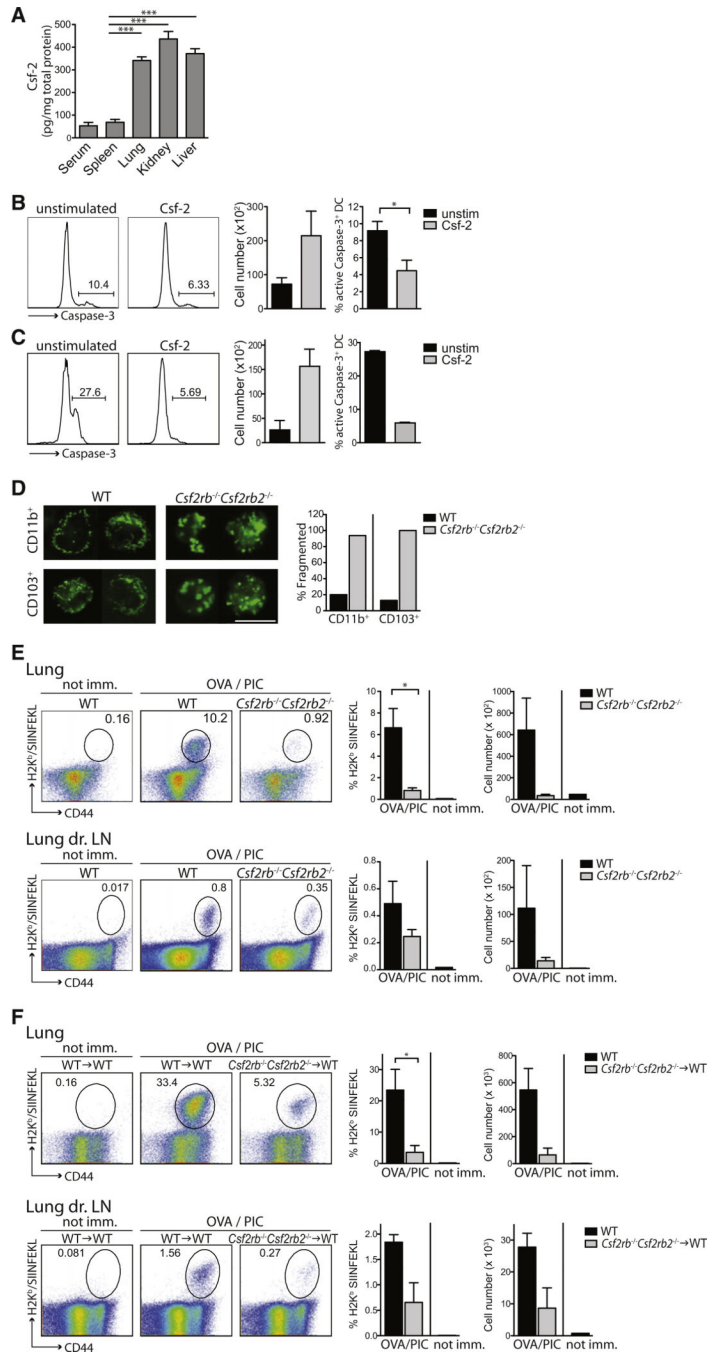 A
***
***
***
500
400
300
200
100
0
Csf-2
(pg/mg total protein)
Serum
Spleen
Lung
Kidney
Liver
B
unstimulated
Csf-2
10.4
6.33
Caspase-3
Cell number (x10²)
300
200
100
0
% active Caspase-3⁺ DC
12
10
8
6
4
2
0
*
unstim
Csf-2
C
unstimulated
Csf-2
27.6
5.69
Caspase-3
Cell number (x10²)
200
150
100
50
0
% active Caspase-3⁺ DC
30
20
10
0
unstim
Csf-2
D
WT
Csf2rb⁻/⁻Csf2rb2⁻/⁻
CD11b⁺
CD103⁺
% Fragmented
120
100
80
60
40
20
0
CD11b⁺
CD103⁺
WT
Csf2rb⁻/⁻Csf2rb2⁻/⁻
E
Lung
not imm.
OVA / PIC
WT
WT
Csf2rb⁻/⁻Csf2rb2⁻/⁻
0.16
10.2
0.92
H2Kᵇ/SIINFEKL
CD44
% H2Kᵇ SIINFEKL
10
8
6
4
2
0
*
OVA/PIC
not imm.
Cell number (x 10²)
1000
800
600
400
200
0
OVA/PIC
not imm.
WT
Csf2rb⁻/⁻Csf2rb2⁻/⁻
Lung dr. LN
not imm.
OVA / PIC
WT
WT
Csf2rb⁻/⁻Csf2rb2⁻/⁻
0.017
0.8
0.35
H2Kᵇ/SIINFEKL
CD44
% H2Kᵇ SIINFEKL
0.8
0.6
0.4
0.2
0.0
OVA/PIC
not imm.
Cell number (x 10²)
200
150
100
50
0
OVA/PIC
not imm.
WT
Csf2rb⁻/⁻Csf2rb2⁻/⁻
F
Lung
not imm.
OVA / PIC
WT→WT
WT→WT
Csf2rb⁻/⁻Csf2rb2⁻/⁻→WT
0.16
33.4
5.32
H2Kᵇ/SIINFEKL
CD44
% H2Kᵇ SIINFEKL
30
20
10
0
*
OVA/PIC
not imm.
Cell number (x 10³)
800
600
400
200
0
OVA/PIC
not imm.
WT
Csf2rb⁻/⁻Csf2rb2⁻/⁻→WT
Lung dr. LN
not imm.
OVA / PIC
WT→WT
WT→WT
Csf2rb⁻/⁻Csf2rb2⁻/⁻→WT
0.081
1.56
0.27
H2Kᵇ/SIINFEKL
CD44
% H2Kᵇ SIINFEKL
2.0
1.5
1.0
0.5
0.0
OVA/PIC
not imm.
Cell number (x 10³)
30
20
10
0
OVA/PIC
not imm.
WT
Csf2rb⁻/⁻Csf2rb2⁻/⁻→WT